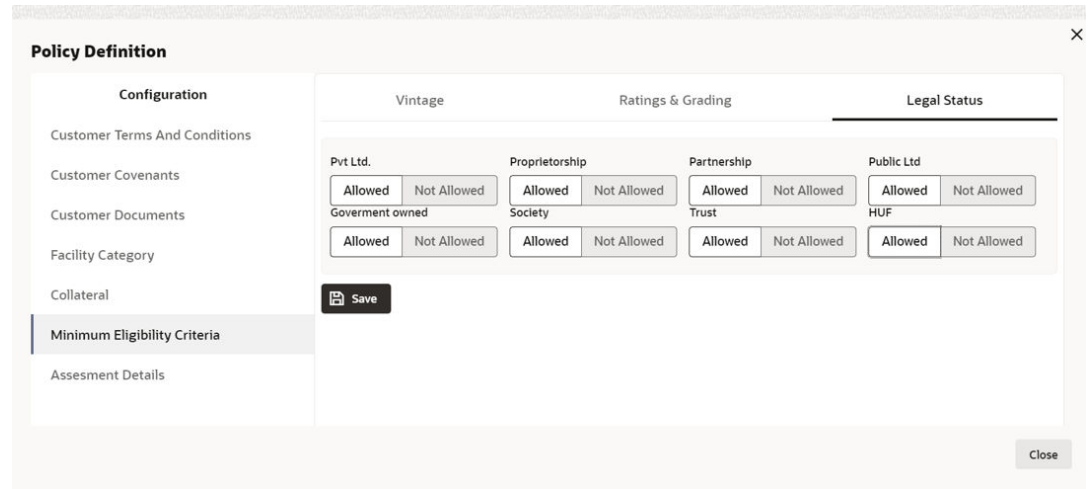 Policy Definition
Configuration
Customer Terms And Conditions
Customer Covenants
Customer Documents
Facility Category
Collateral
Minimum Eligibility Criteria
Assesment Details
Vintage Ratings & Grading Legal Status
Pvt Ltd. Proprietorship Partnership Public Ltd
Allowed Not Allowed Allowed Not Allowed Allowed Not Allowed Allowed Not Allowed
Goverment owned Society Trust HUF
Allowed Not Allowed Allowed Not Allowed Allowed Not Allowed Allowed Not Allowed
Save
Close